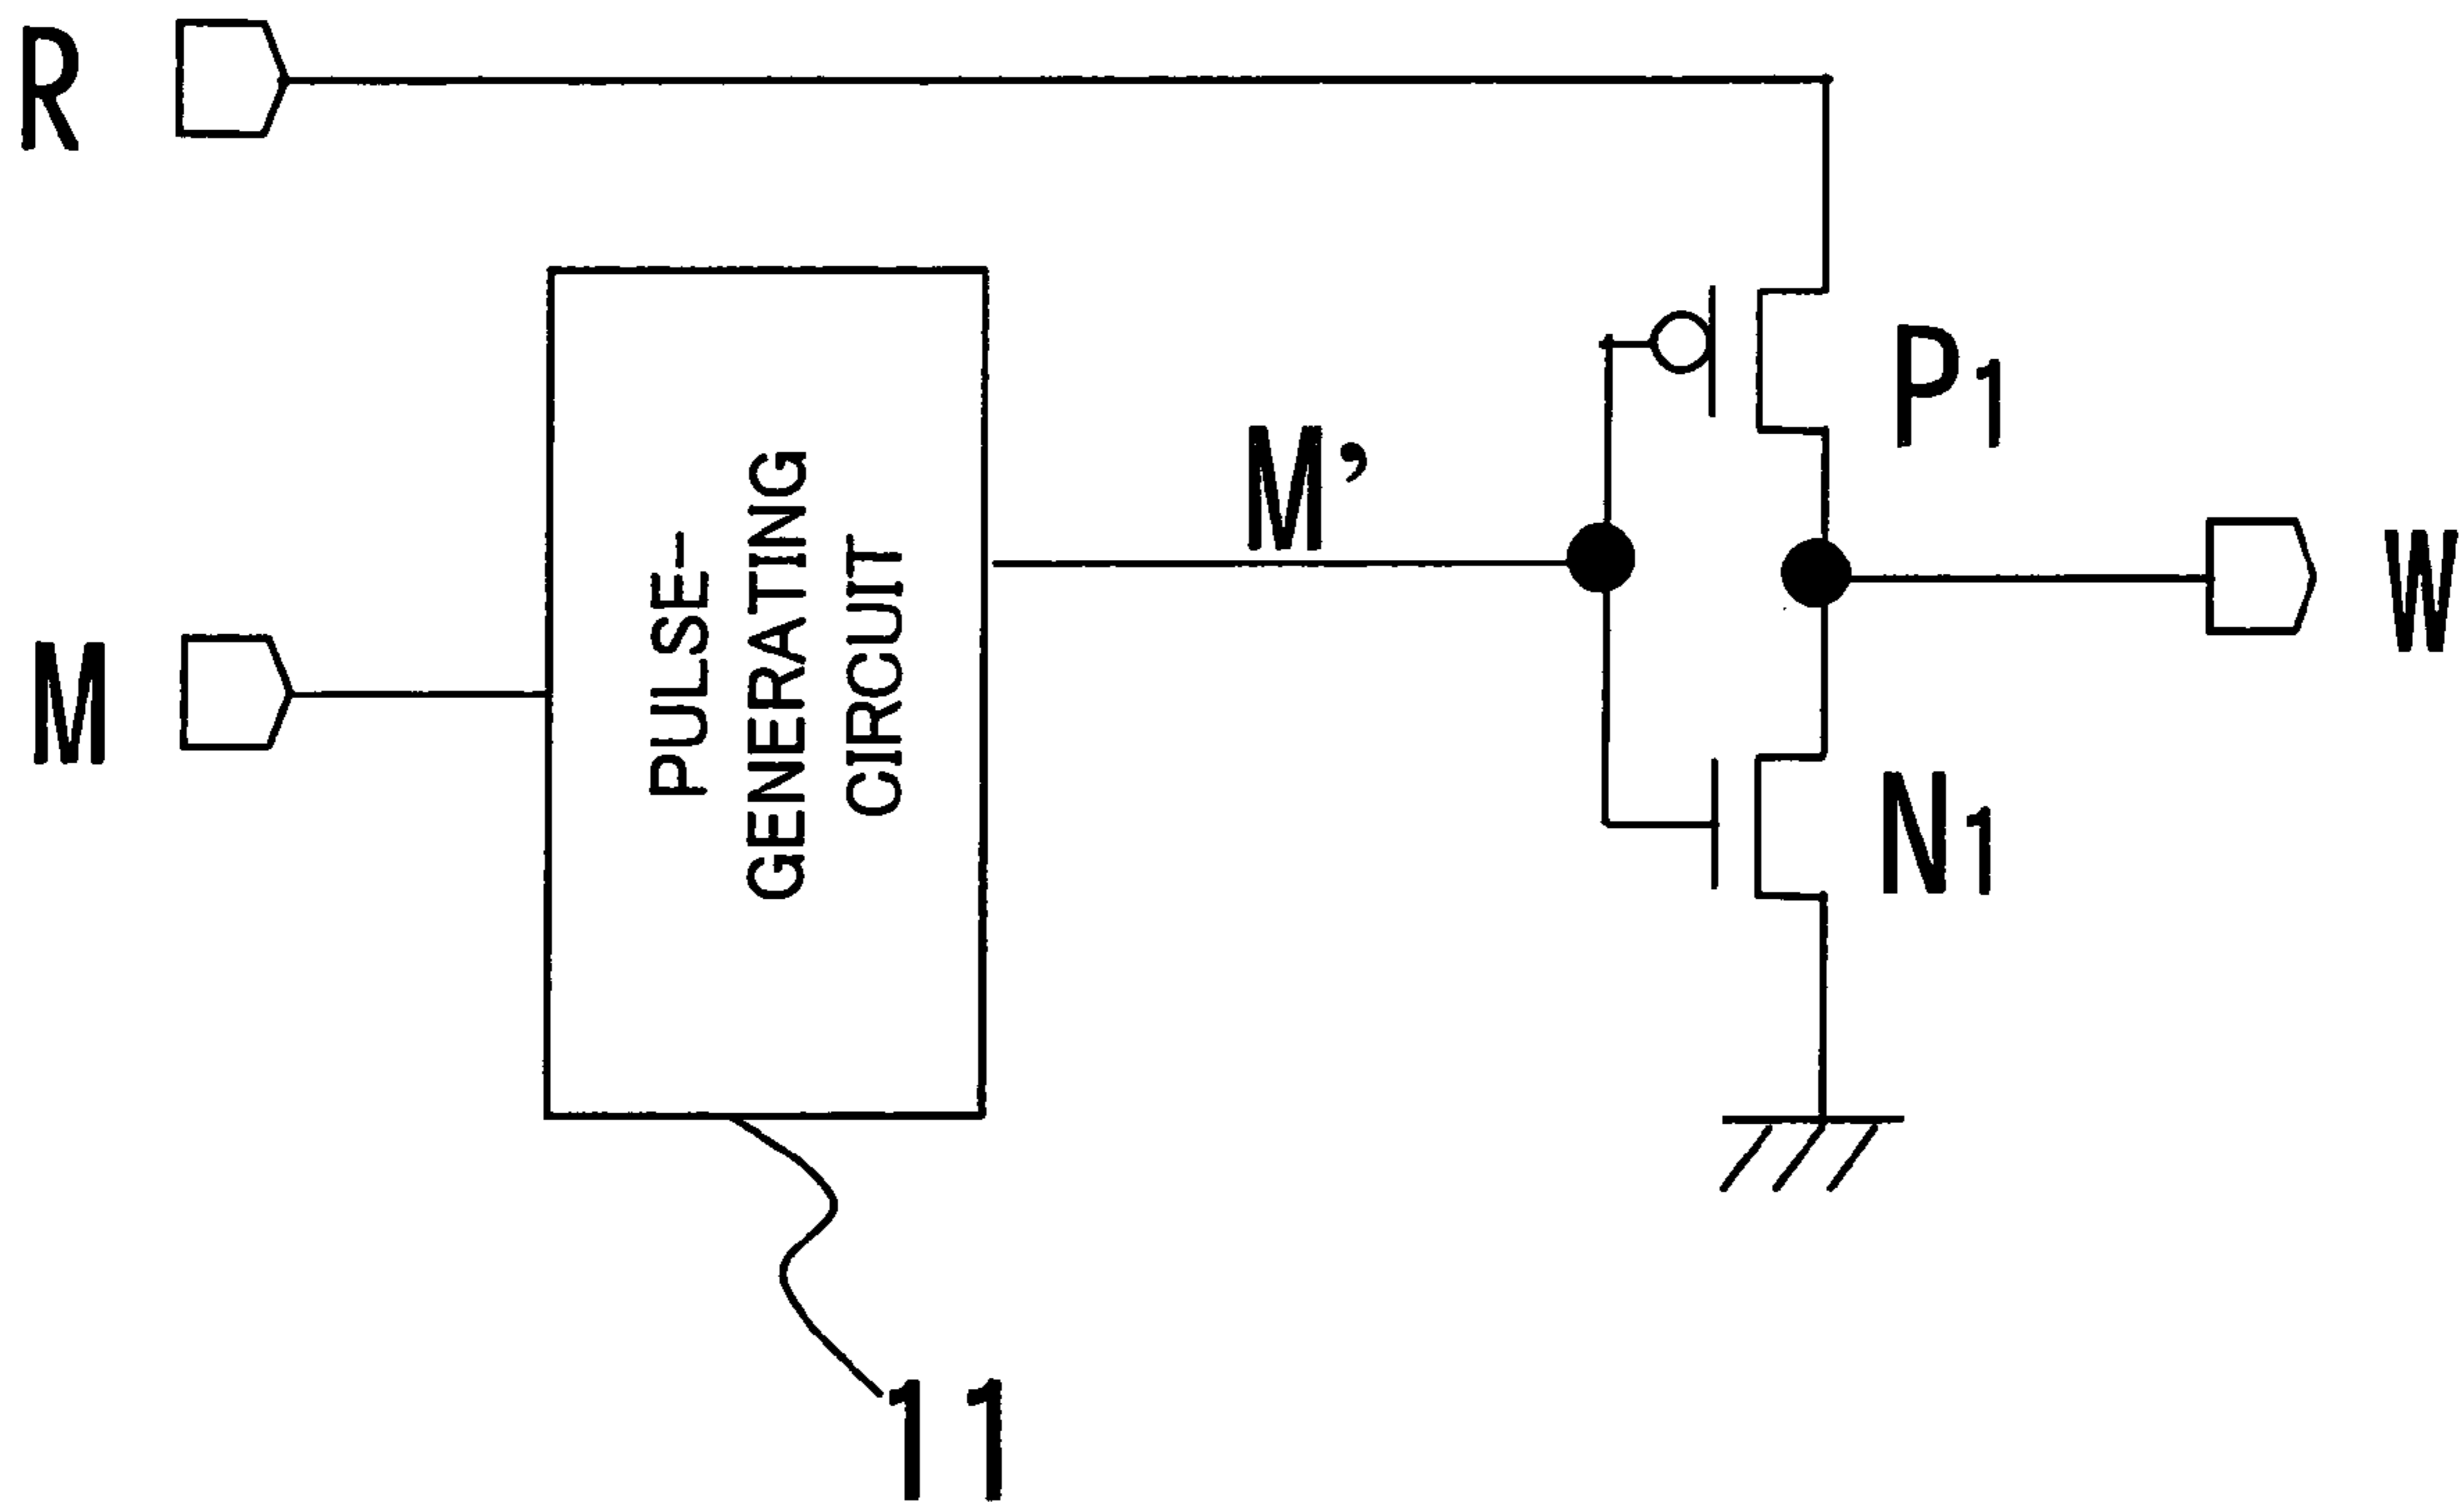 R
M
PULSE-
GENERATING
CIRCUIT
M'
P1
N1
W
11